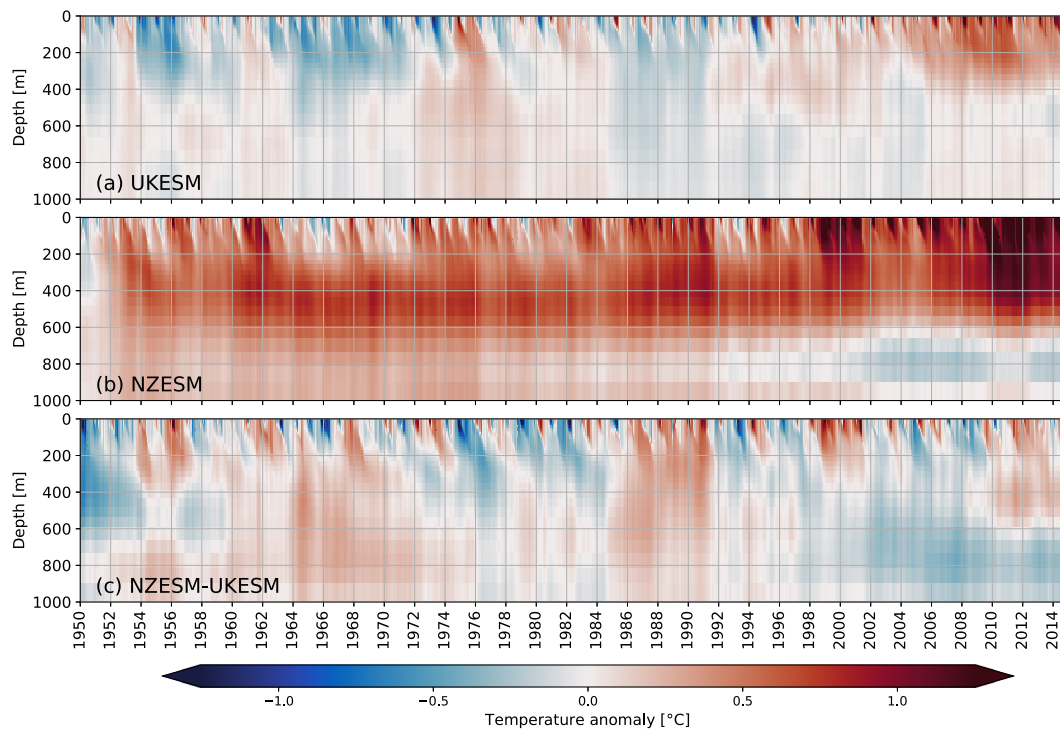 0
200
400
600
800
1000
Depth [m]
(a) UKESM
0
200
400
600
800
1000
Depth [m]
(b) NZESM
0
200
400
600
800
1000
Depth [m]
(c) NZESM-UKESM
1950 1952 1954 1956 1958 1960 1962 1964 1966 1968 1970 1972 1974 1976 1978 1980 1982 1984 1986 1988 1990 1992 1994 1996 1998 2000 2002 2004 2006 2008 2010 2012 2014
−1.0 −0.5 0.0 0.5 1.0
Temperature anomaly [°C]